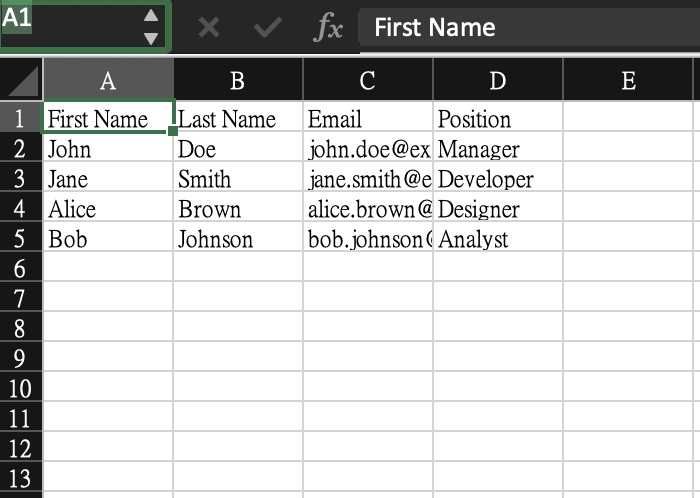 A1 fx First Name
A B C D E
1 First Name Last Name Email Position
2 John Doe john.doe@ex Manager
3 Jane Smith jane.smith@e Developer
4 Alice Brown alice.brown@ Designer
5 Bob Johnson bob.johnson@ Analyst
6
7
8
9
10
11
12
13